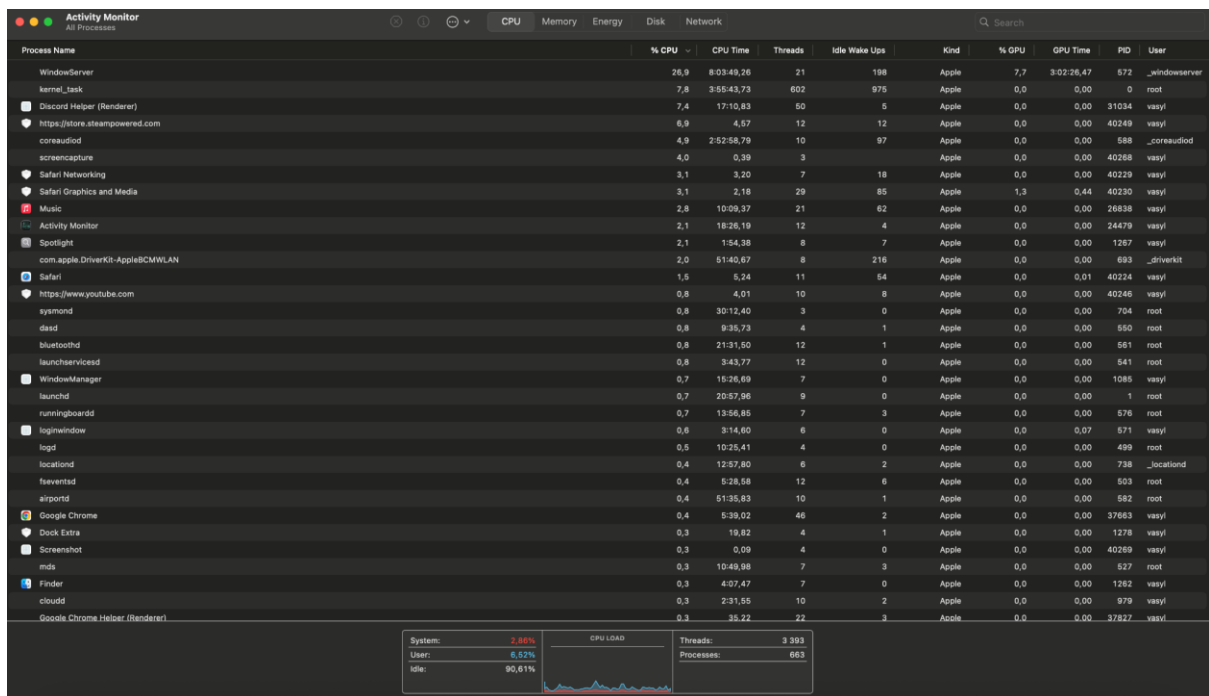 Activity Monitor
All Processes
CPU Memory Energy Disk Network
Search
Process Name % CPU CPU Time Threads Idle Wake Ups Kind % GPU GPU Time PID User
WindowServer 26,9 8:03:49,26 21 198 Apple 7,7 3:02:26,47 572 _windowserver
kernel_task 7,8 3:55:43,73 602 975 Apple 0,0 0,00 0 root
Discord Helper (Renderer) 7,4 17:10,83 50 5 Apple 0,0 0,00 31034 vasyl
https://store.steampowered.com 6,9 4,57 12 12 Apple 0,0 0,00 40249 vasyl
coreaudiod 4,9 2:52:58,79 10 97 Apple 0,0 0,00 588 _coreaudiod
screencapture 4,0 0,39 3 Apple 0,0 0,00 40268 vasyl
Safari Networking 3,1 3,20 7 18 Apple 0,0 0,00 40229 vasyl
Safari Graphics and Media 3,1 2,18 29 85 Apple 1,3 0,44 40230 vasyl
Music 2,8 10:09,37 21 62 Apple 0,0 0,00 26838 vasyl
Activity Monitor 2,1 18:26,19 12 4 Apple 0,0 0,00 24479 vasyl
Spotlight 2,1 1:54,38 8 7 Apple 0,0 0,00 1267 vasyl
com.apple.DriverKit-AppleBCMWLAN 2,0 51:40,67 8 216 Apple 0,0 0,00 693 _driverkit
Safari 1,5 5,24 11 54 Apple 0,0 0,01 40224 vasyl
https://www.youtube.com 0,8 4,01 10 8 Apple 0,0 0,00 40246 vasyl
sysmond 0,8 30:12,40 3 0 Apple 0,0 0,00 704 root
dasd 0,8 9:35,73 4 1 Apple 0,0 0,00 550 root
bluetoothd 0,8 21:31,50 12 1 Apple 0,0 0,00 561 root
launchservicesd 0,8 3:43,77 12 0 Apple 0,0 0,00 541 root
WindowManager 0,7 15:26,69 7 0 Apple 0,0 0,00 1085 vasyl
launchd 0,7 20:57,96 9 0 Apple 0,0 0,00 1 root
runningboardd 0,7 13:56,85 7 3 Apple 0,0 0,00 576 root
loginwindow 0,6 3:14,60 6 0 Apple 0,0 0,07 571 vasyl
logd 0,5 10:25,41 4 0 Apple 0,0 0,00 499 root
locationd 0,4 12:57,80 6 2 Apple 0,0 0,00 738 _locationd
fseventsd 0,4 5:28,58 12 6 Apple 0,0 0,00 503 root
airportd 0,4 51:35,83 10 1 Apple 0,0 0,00 582 root
Google Chrome 0,4 5:39,02 46 2 Apple 0,0 0,00 37663 vasyl
Dock Extra 0,3 19,82 4 1 Apple 0,0 0,00 1278 vasyl
Screenshot 0,3 0,09 4 0 Apple 0,0 0,00 40269 vasyl
mds 0,3 10:49,98 7 3 Apple 0,0 0,00 527 root
Finder 0,3 4:07,47 7 0 Apple 0,0 0,00 1262 vasyl
cloudd 0,3 2:31,55 10 2 Apple 0,0 0,00 979 vasyl
Google Chrome Helper (Renderer) 0,3 35,22 22 3 Apple 0,0 0,00 37827 vasyl
System: 2,86% CPU LOAD Threads: 3 393
User: 6,52% Processes: 663
Idle: 90,61%